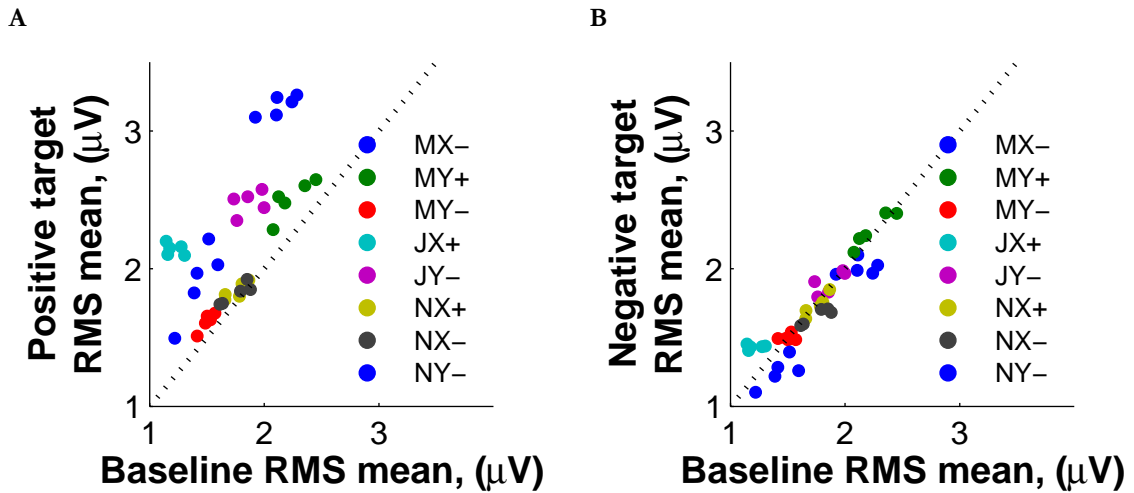 A
Positive target
RMS mean, (μV)
3
2
1
1 2 3
Baseline RMS mean, (μV)
MX−
MY+
MY−
JX+
JY−
NX+
NX−
NY−
B
Negative target
RMS mean, (μV)
3
2
1
1 2 3
Baseline RMS mean, (μV)
MX−
MY+
MY−
JX+
JY−
NX+
NX−
NY−